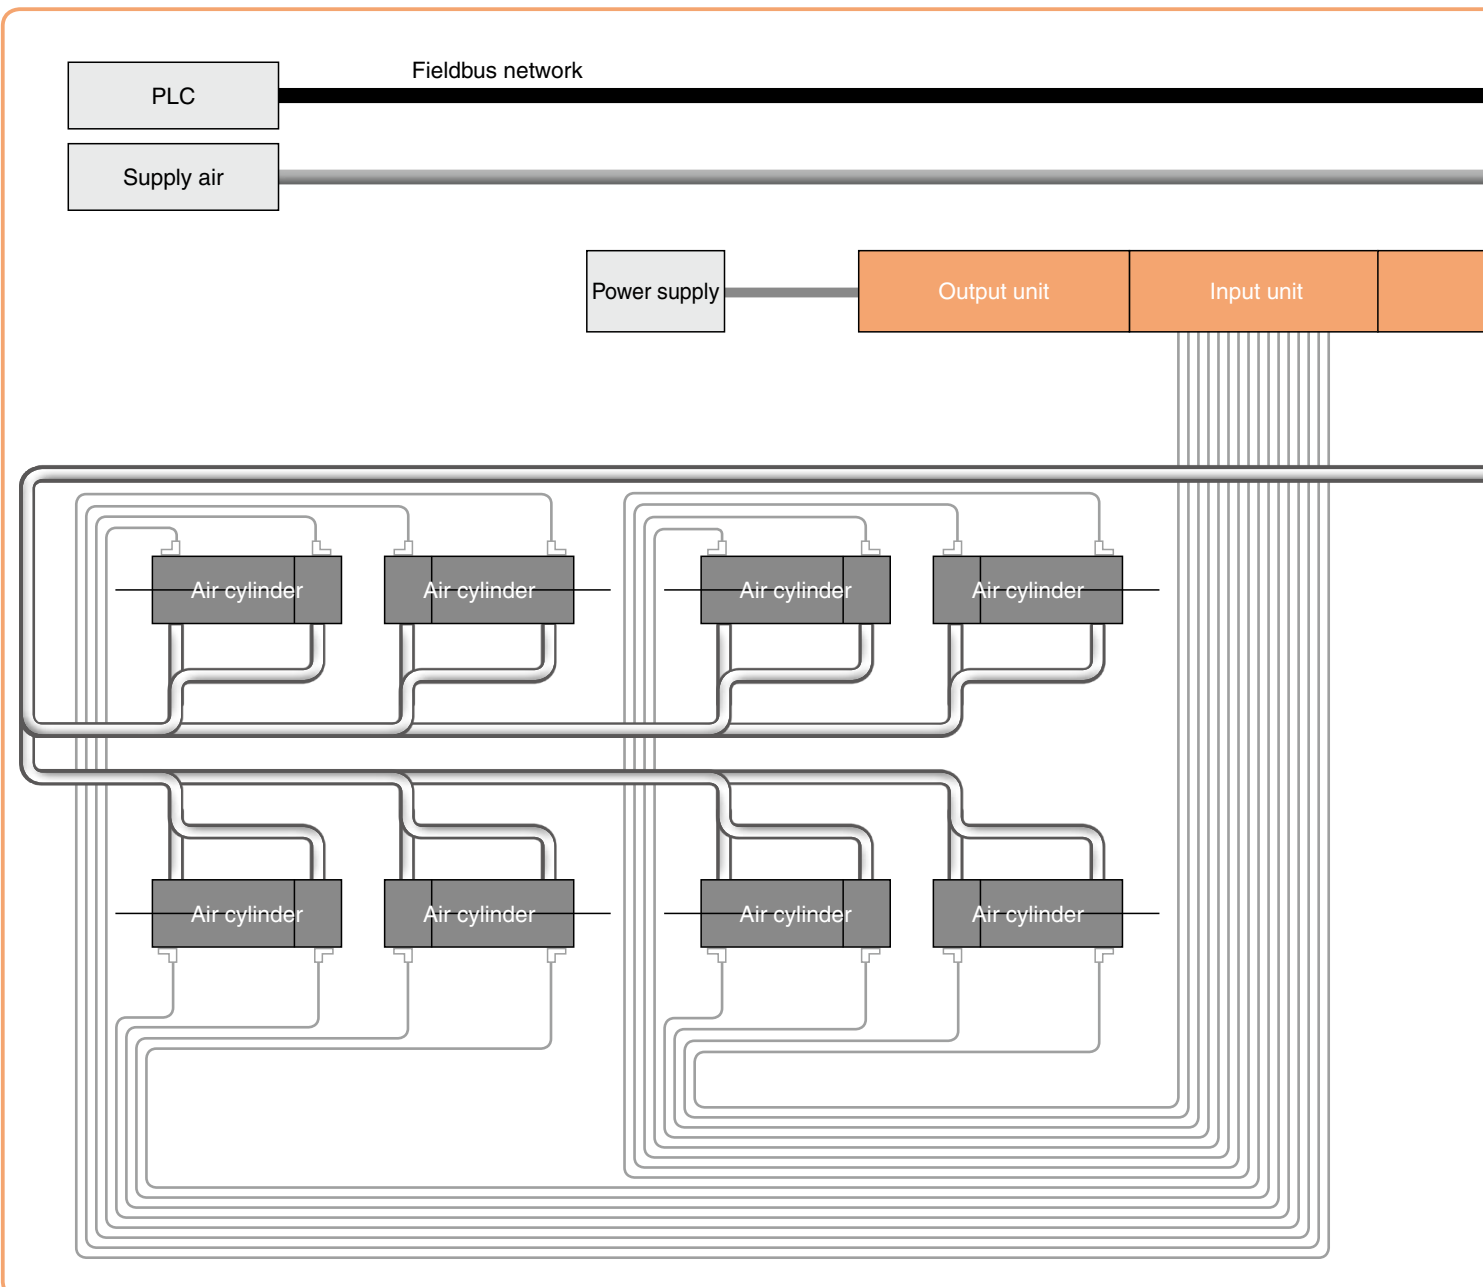 Fieldbus network
PLC
Supply air
Power supply
Output unit
Input unit
Air cylinder
Air cylinder
Air cylinder
Air cylinder
Air cylinder
Air cylinder
Air cylinder
Air cylinder